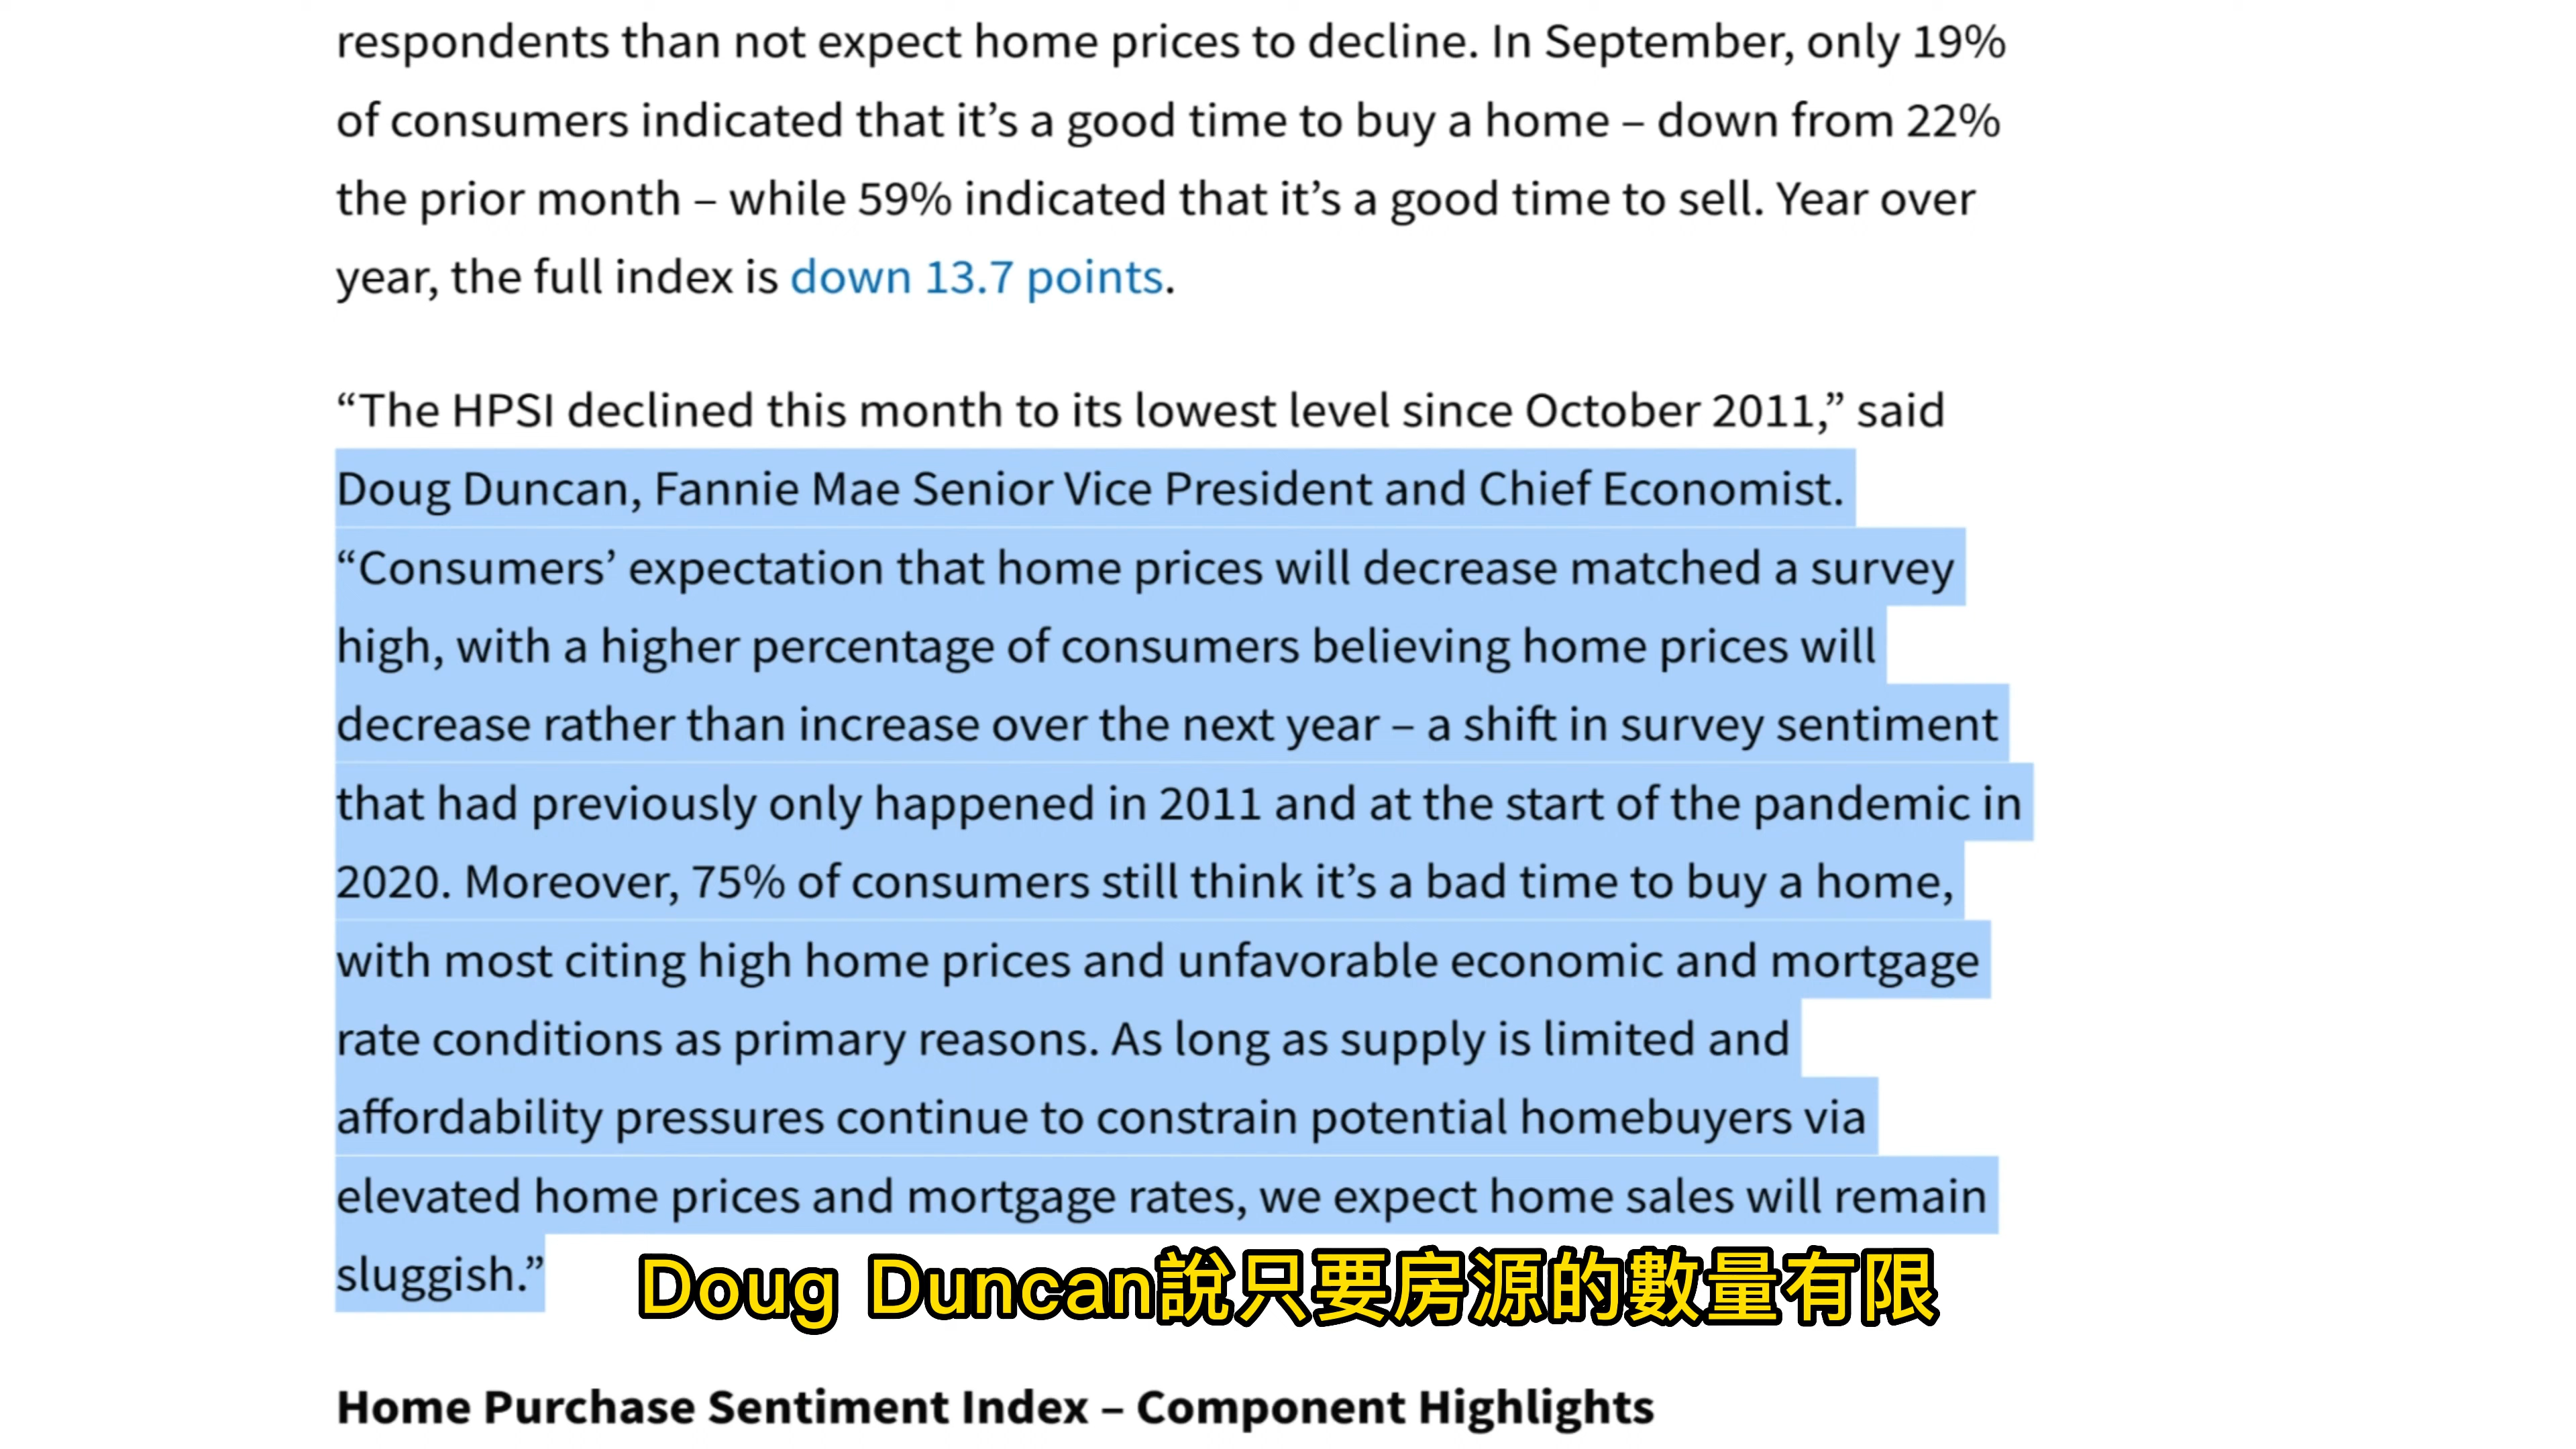 respondents than not expect home prices to decline. In September, only 19%
of consumers indicated that it’s a good time to buy a home – down from 22%
the prior month – while 59% indicated that it’s a good time to sell. Year over
year, the full index is down 13.7 points.
“The HPSI declined this month to its lowest level since October 2011,” said
Doug Duncan, Fannie Mae Senior Vice President and Chief Economist.
“Consumers’ expectation that home prices will decrease matched a survey
high, with a higher percentage of consumers believing home prices will
decrease rather than increase over the next year – a shift in survey sentiment
that had previously only happened in 2011 and at the start of the pandemic in
2020. Moreover, 75% of consumers still think it’s a bad time to buy a home,
with most citing high home prices and unfavorable economic and mortgage
rate conditions as primary reasons. As long as supply is limited and
affordability pressures continue to constrain potential homebuyers via
elevated home prices and mortgage rates, we expect home sales will remain
sluggish.”
Doug Duncan說只要房源的數量有限
Home Purchase Sentiment Index – Component Highlights